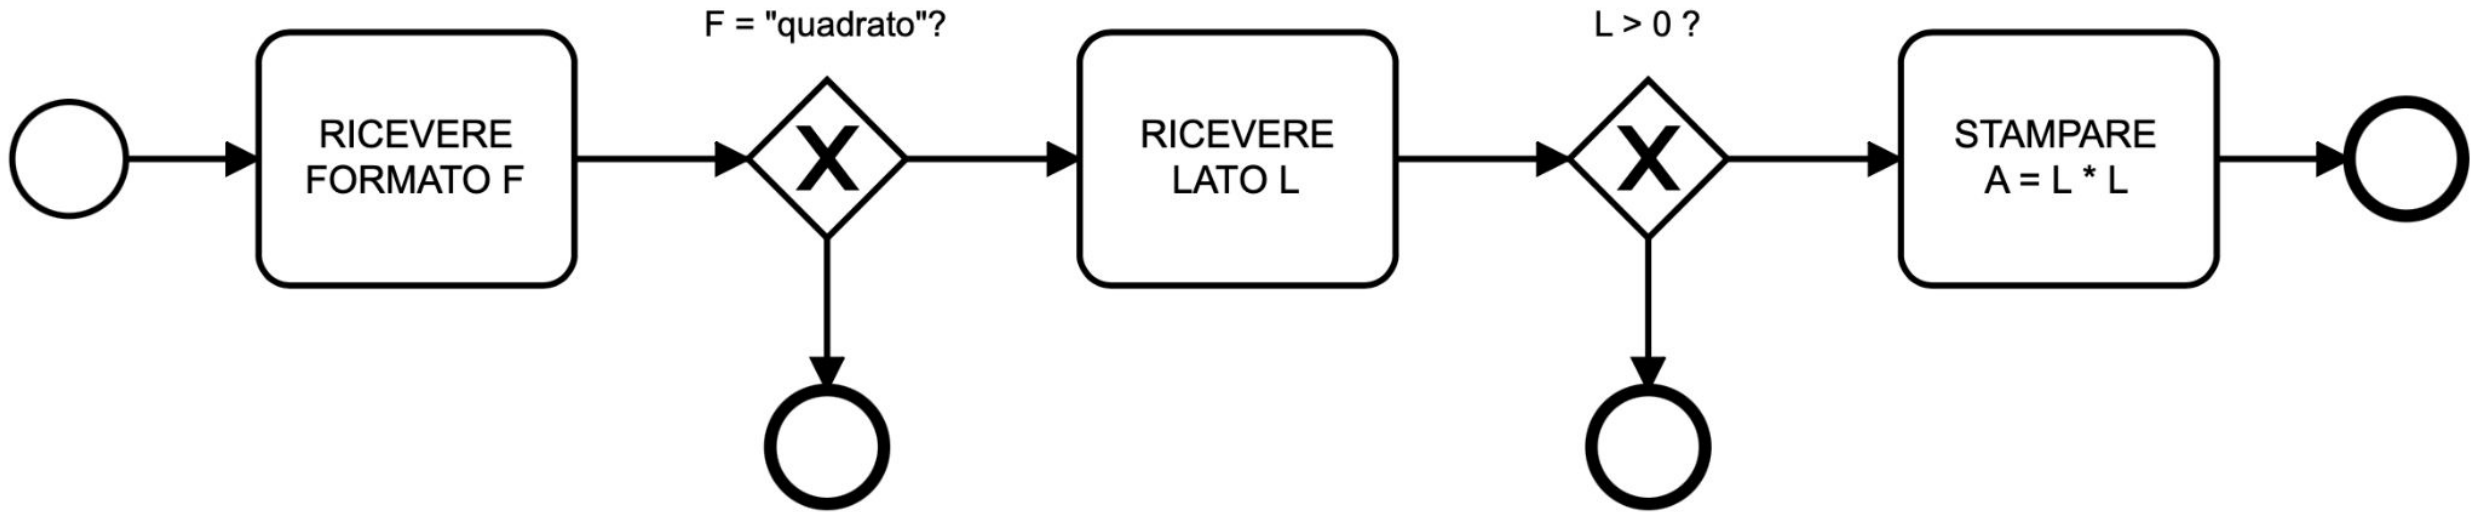 F = "quadrato"?
L > 0 ?
RICEVERE
FORMATO F
X
RICEVERE
LATO L
X
STAMPARE
A = L * L